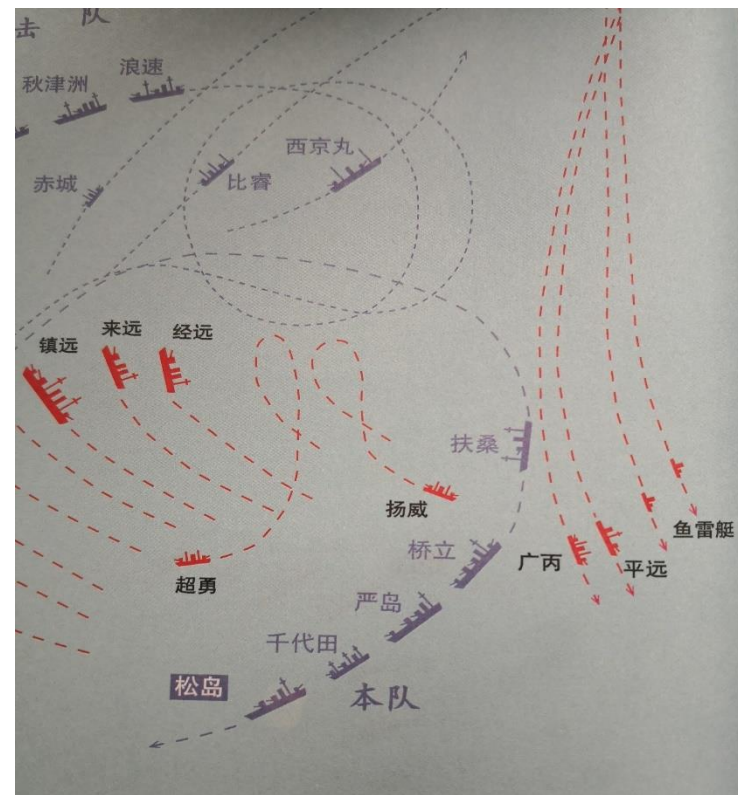 击 队
浪速
秋津洲
西京丸
赤城
比睿
来远
经远
镇远
扶桑
扬威
鱼雷艇
桥立
广丙
平远
超勇
严岛
千代田
松岛
本队